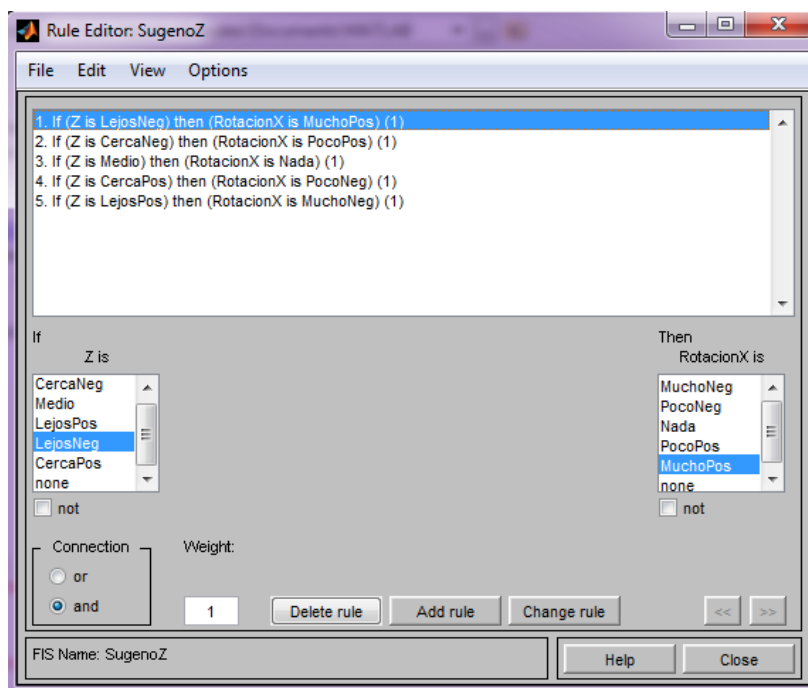 Rule Editor: SugenoZ
File Edit View Options
1. If (Z is LejosNeg) then (RotacionX is MuchoPos) (1)
2. If (Z is CercaNeg) then (RotacionX is PocoPos) (1)
3. If (Z is Medio) then (RotacionX is Nada) (1)
4. If (Z is CercaPos) then (RotacionX is PocoNeg) (1)
5. If (Z is LejosPos) then (RotacionX is MuchoNeg) (1)
If
Z is
CercaNeg
Medio
LejosPos
LejosNeg
CercaPos
none
not
Then
RotacionX is
MuchoNeg
PocoNeg
Nada
PocoPos
MuchoPos
none
not
Connection
or
and
Weight:
1
Delete rule Add rule Change rule << >>
FIS Name: SugenoZ
Help Close